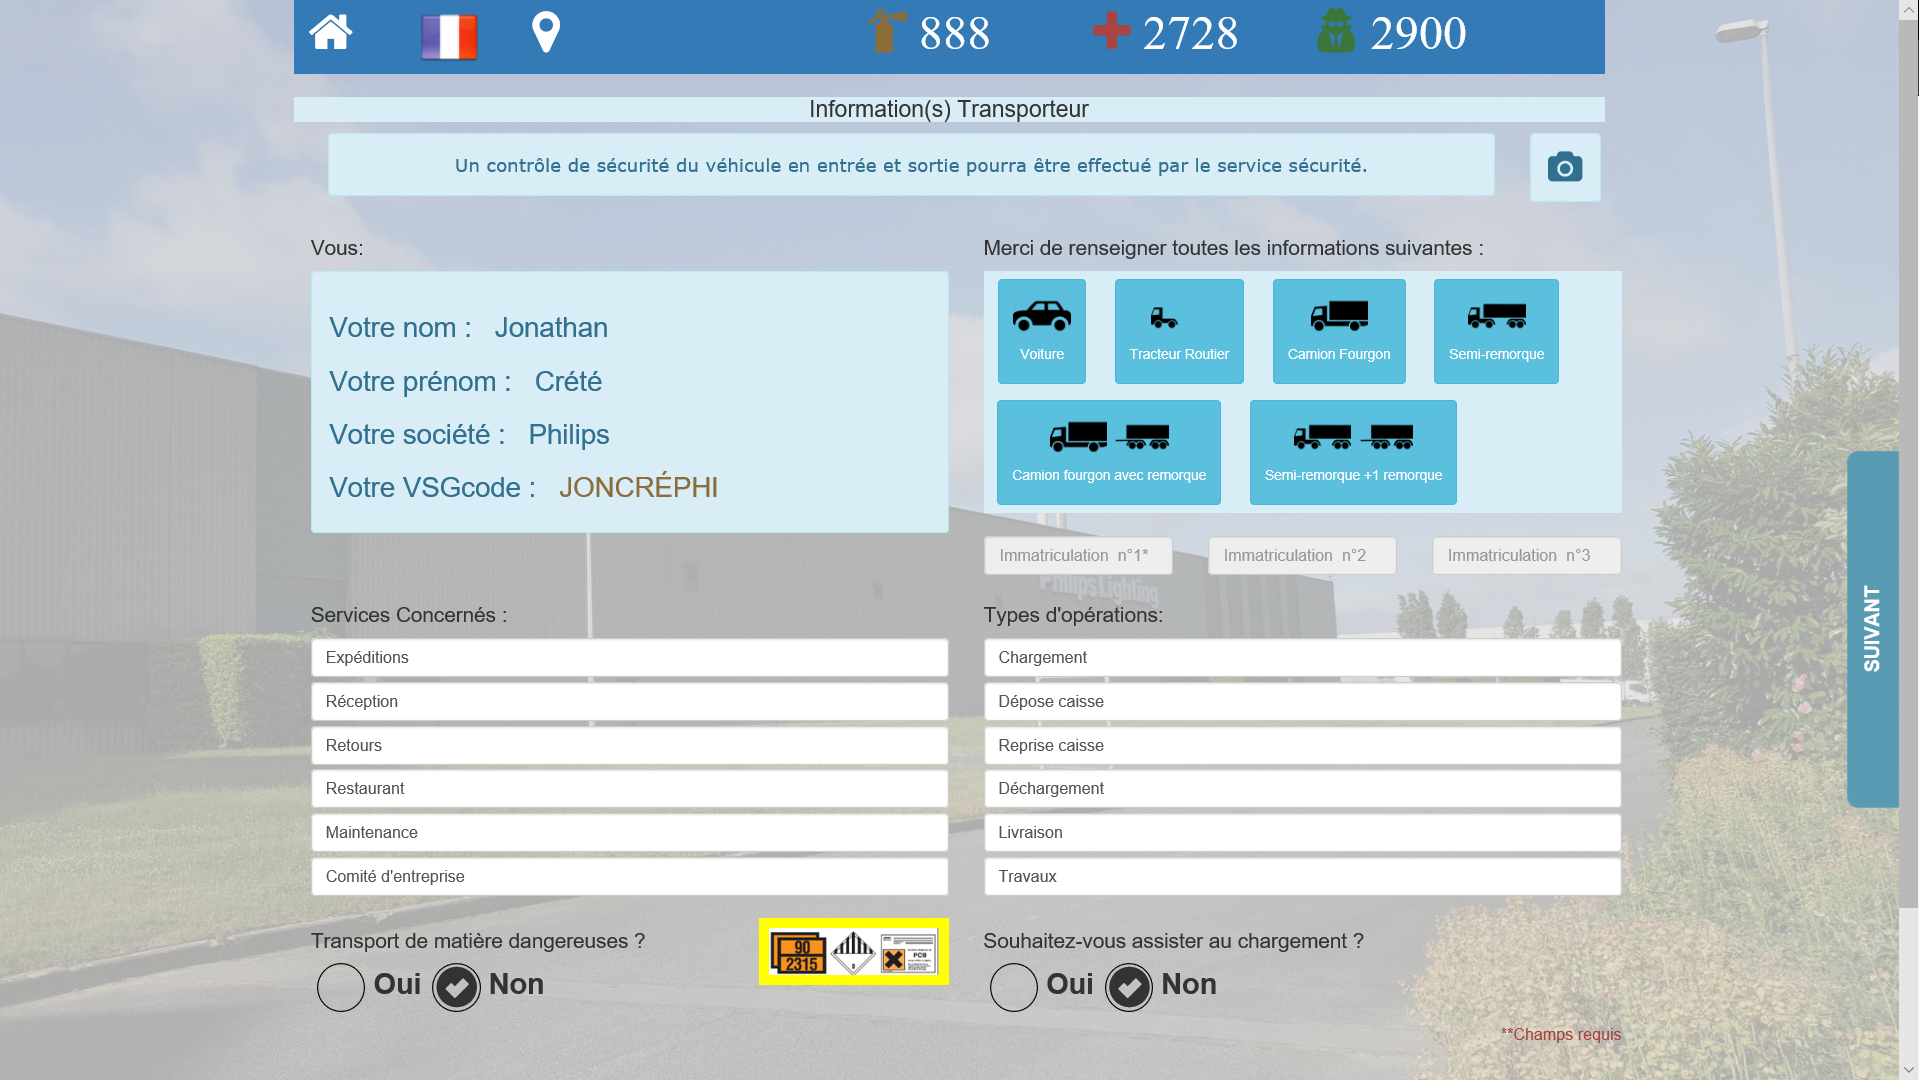 888 2728 2900
Information(s) Transporteur
Un contrôle de sécurité du véhicule en entrée et sortie pourra être effectué par le service sécurité.
Vous:
Votre nom : Jonathan
Votre prénom : Crété
Votre société : Philips
Votre VSGcode : JONCRÉPHI
Merci de renseigner toutes les informations suivantes :
Voiture
Tracteur Routier
Camion Fourgon
Semi-remorque
Camion fourgon avec remorque
Semi-remorque +1 remorque
Immatriculation n°1*
Immatriculation n°2
Immatriculation n°3
Philips Lighting
Services Concernés :
Expéditions
Réception
Retours
Restaurant
Maintenance
Comité d'entreprise
Types d'opérations:
Chargement
Dépose caisse
Reprise caisse
Déchargement
Livraison
Travaux
SUIVANT
Transport de matière dangereuses ?
Oui Non
90
2315
PCB
Souhaitez-vous assister au chargement ?
Oui Non
**Champs requis